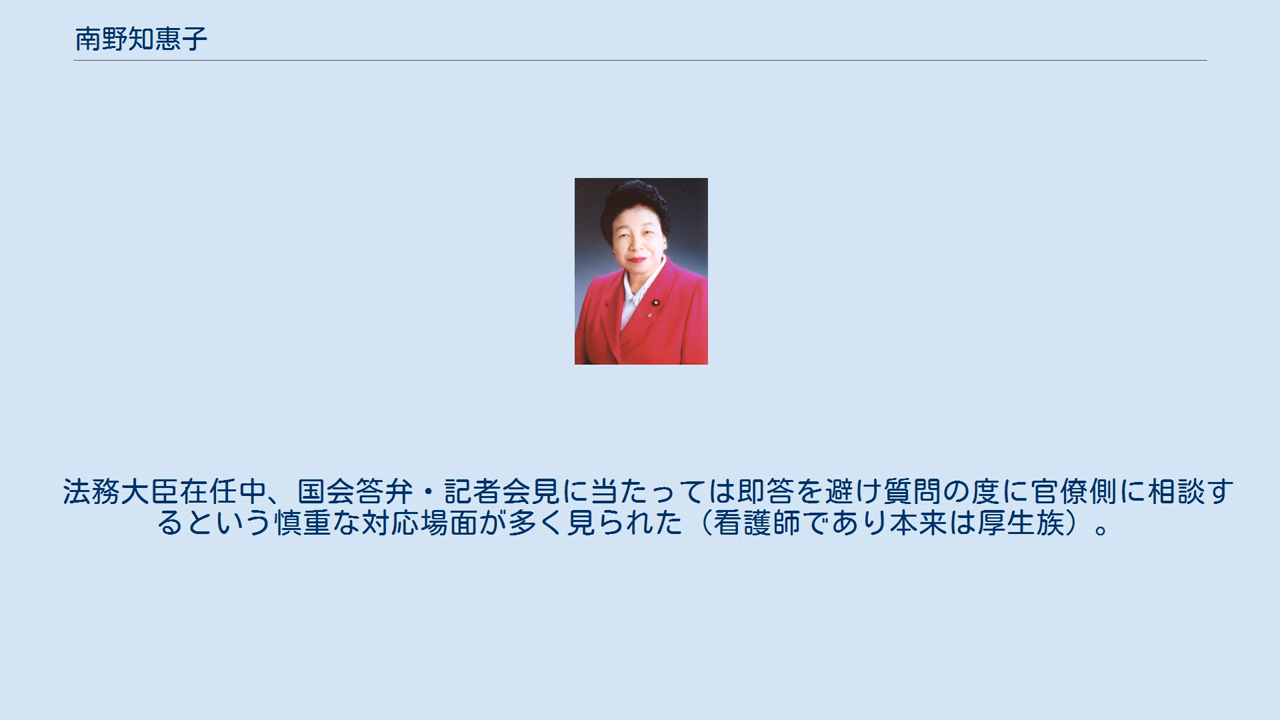 南野知惠子
法務大臣在任中、国会答弁・記者会見に当たっては即答を避け質問の度に官僚側に相談す
るという慎重な対応場面が多く見られた（看護師であり本来は厚生族）。